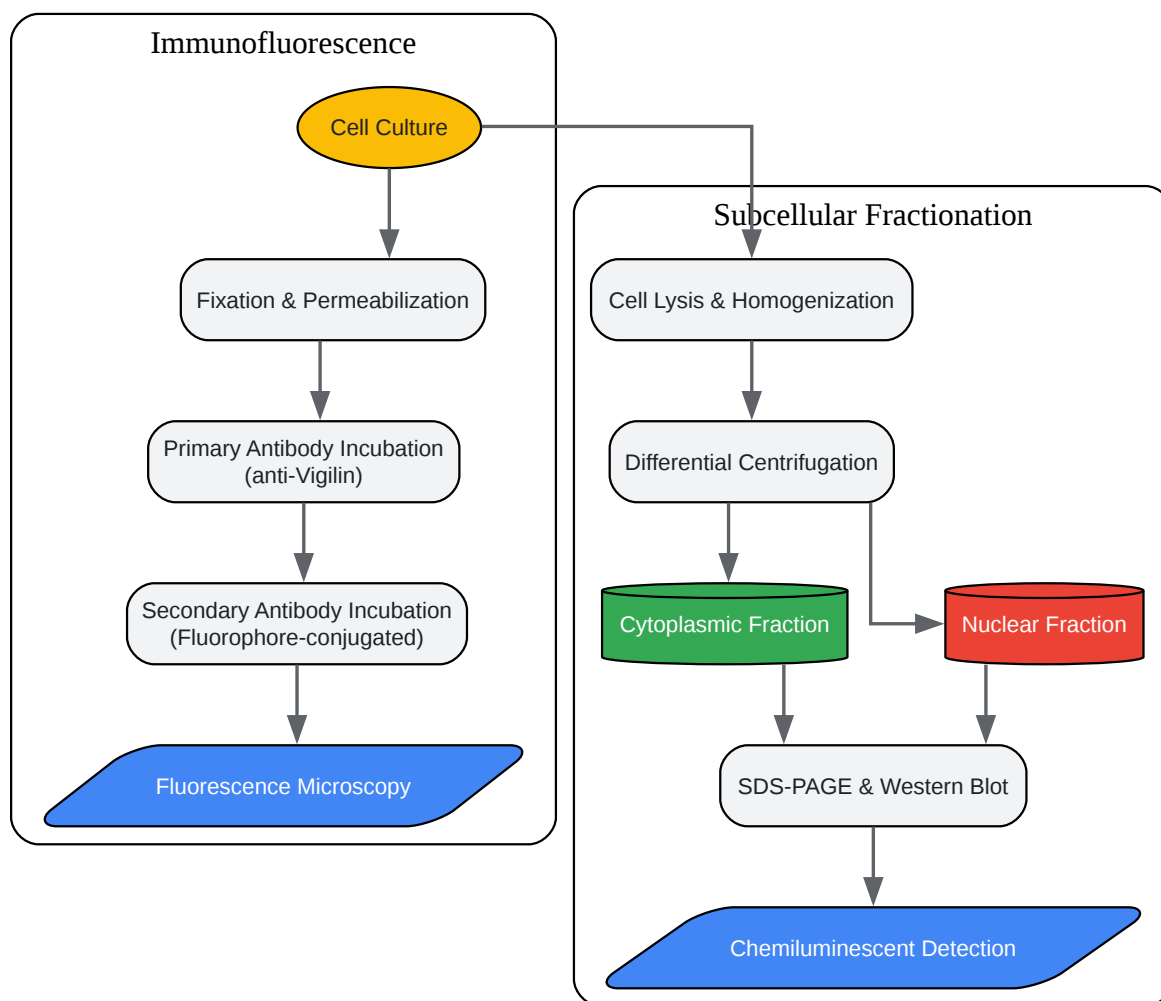 Immunofluorescence
Cell Culture
Fixation & Permeabilization
Primary Antibody Incubation
(anti-Vigilin)
Secondary Antibody Incubation
(Fluorophore-conjugated)
Fluorescence Microscopy
Subcellular Fractionation
Cell Lysis & Homogenization
Differential Centrifugation
Cytoplasmic Fraction
Nuclear Fraction
SDS-PAGE & Western Blot
Chemiluminescent Detection